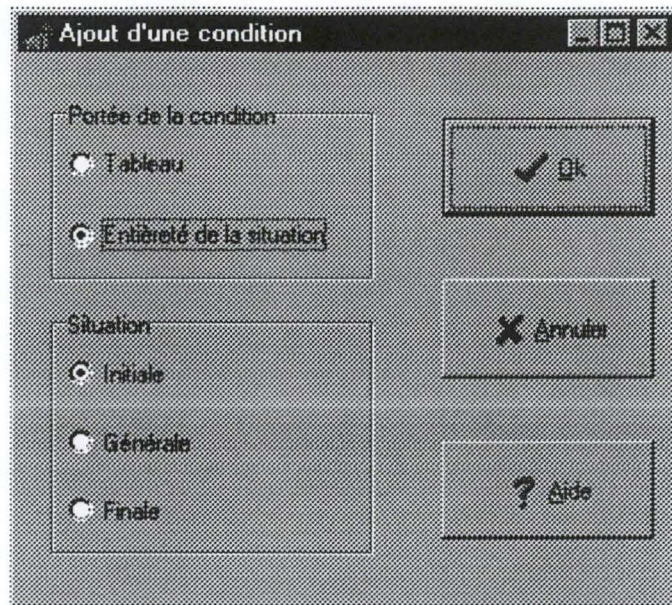 Ajout d'une condition
Portée de la condition
Tableau
Entièreté de la situation
Situation
Initiale
Générale
Finale
Ok
Annuler
Aide